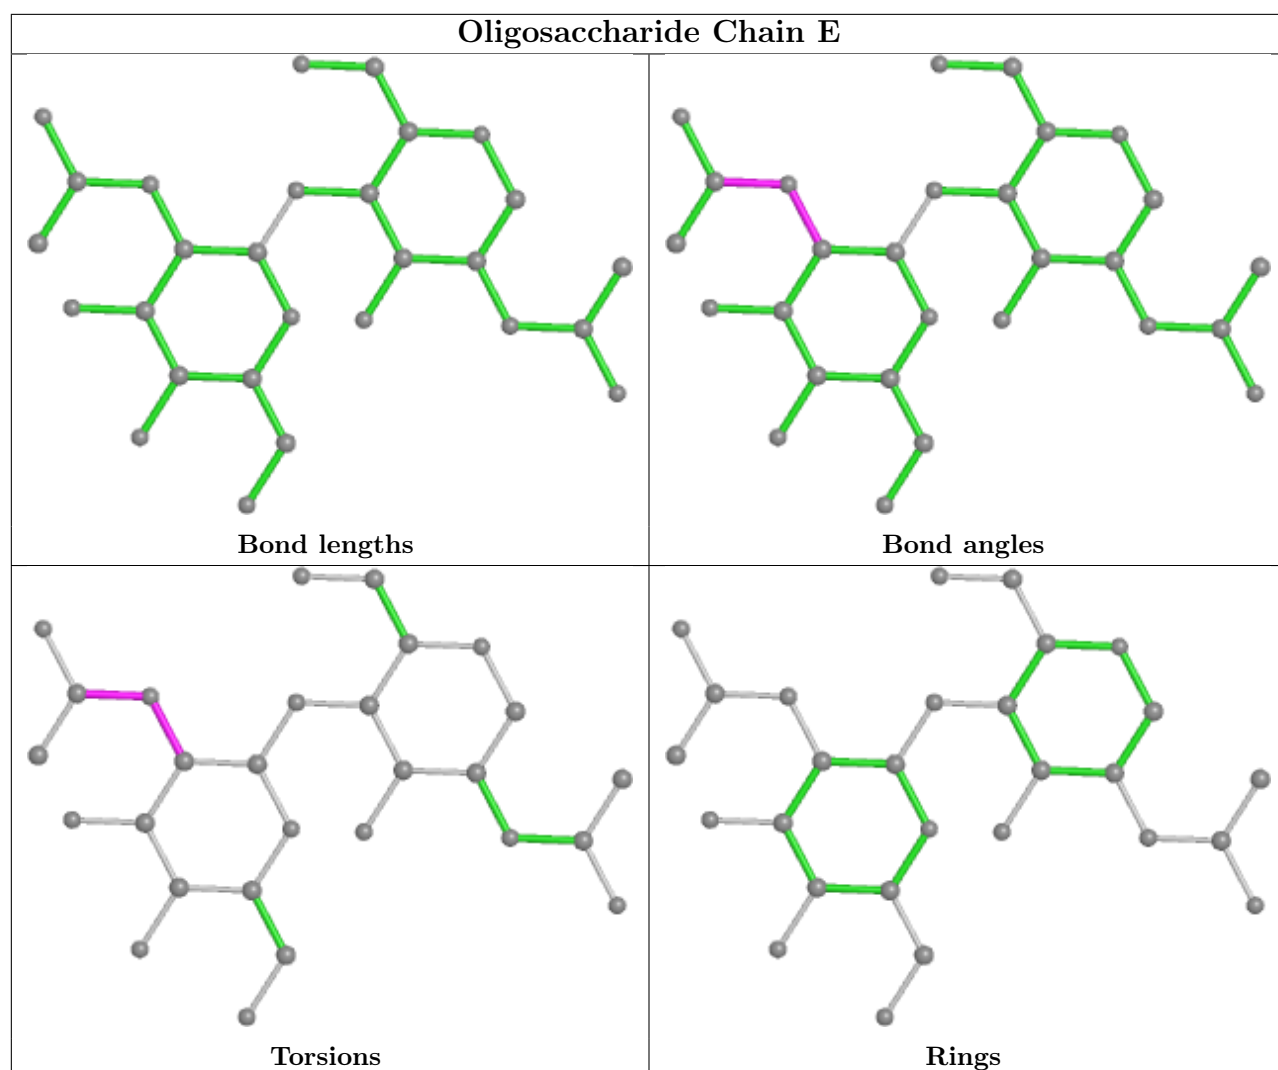 Oligosaccharide Chain E
Bond lengths
Bond angles
Torsions
Rings